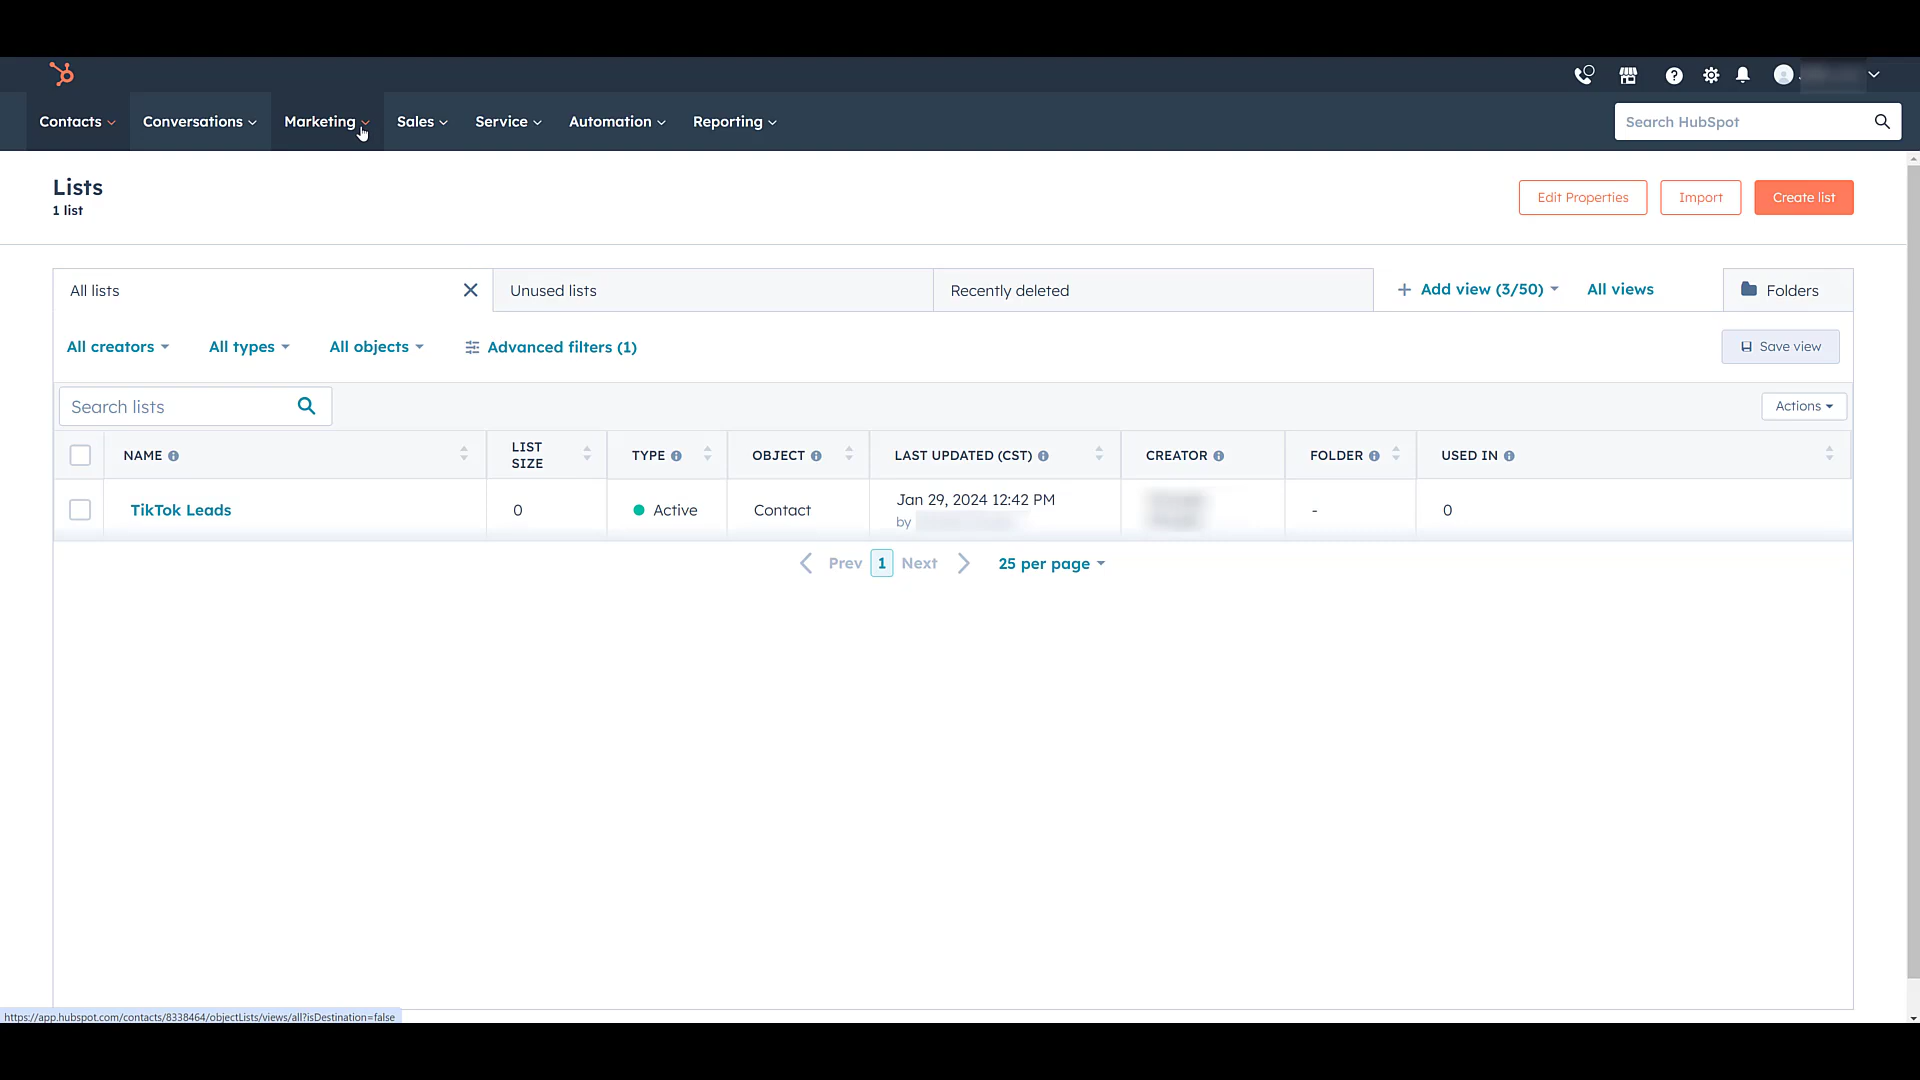 Contacts Conversations Marketing Sales Service Automation Reporting Search HubSpot
Lists
1 list
Edit Properties Import Create list
All lists Unused lists Recently deleted Add view (3/50) All views Folders
All creators All types All objects Advanced filters (1) Save view
Search lists Actions
NAME LIST SIZE TYPE OBJECT LAST UPDATED (CST) CREATOR FOLDER USED IN
TikTok Leads 0 Active Contact Jan 29, 2024 12:42 PM - 0
by
Prev 1 Next 25 per page
https://app.hubspot.com/contacts/8338464/objectLists/views/all?isDestination=false